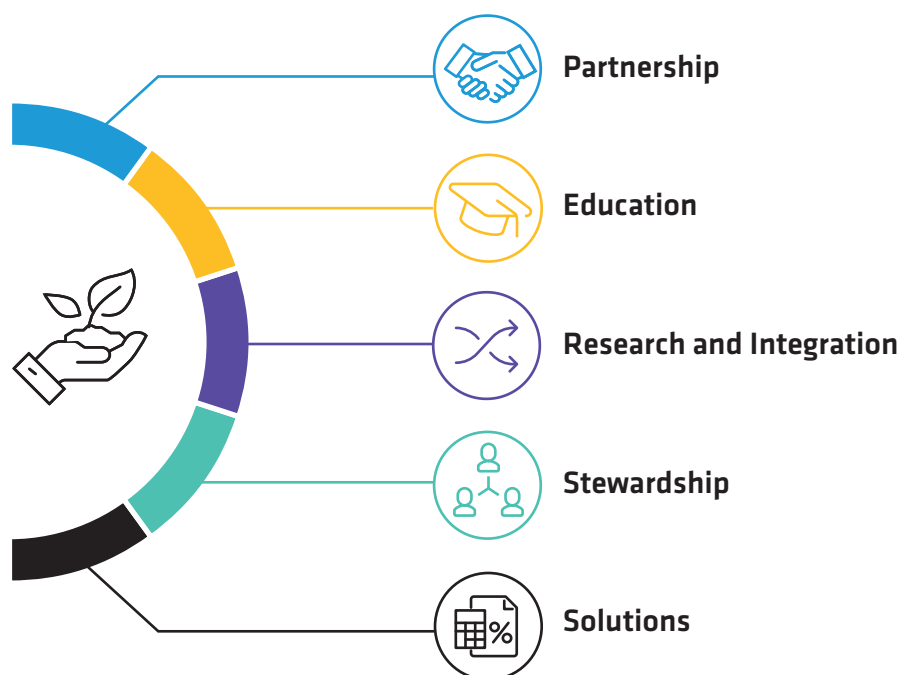 Partnership
Education
Research and Integration
Stewardship
%
Solutions